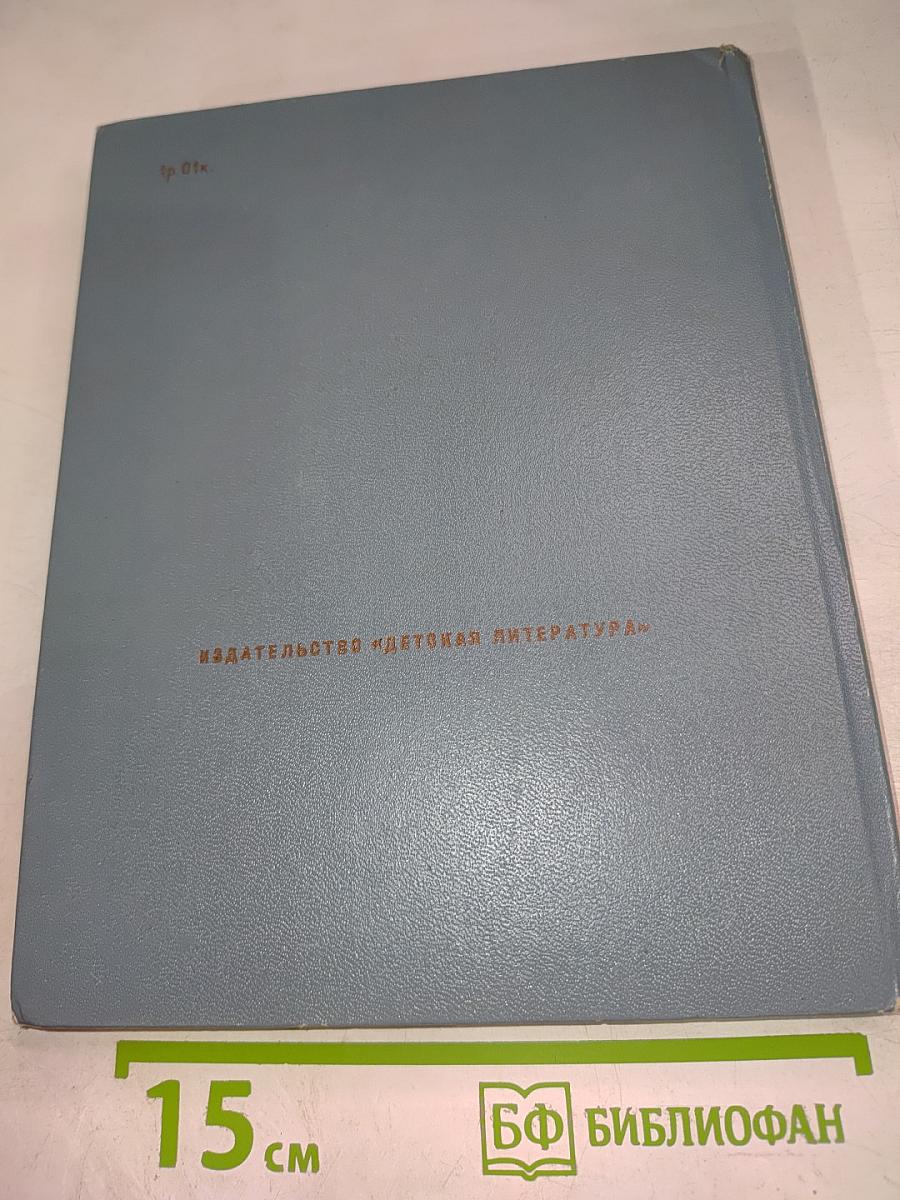 1р.01к.
ИЗДАТЕЛЬСТВО «ДЕТСКАЯ ЛИТЕРАТУРА»
15 см
БФ БИБЛИОФАН